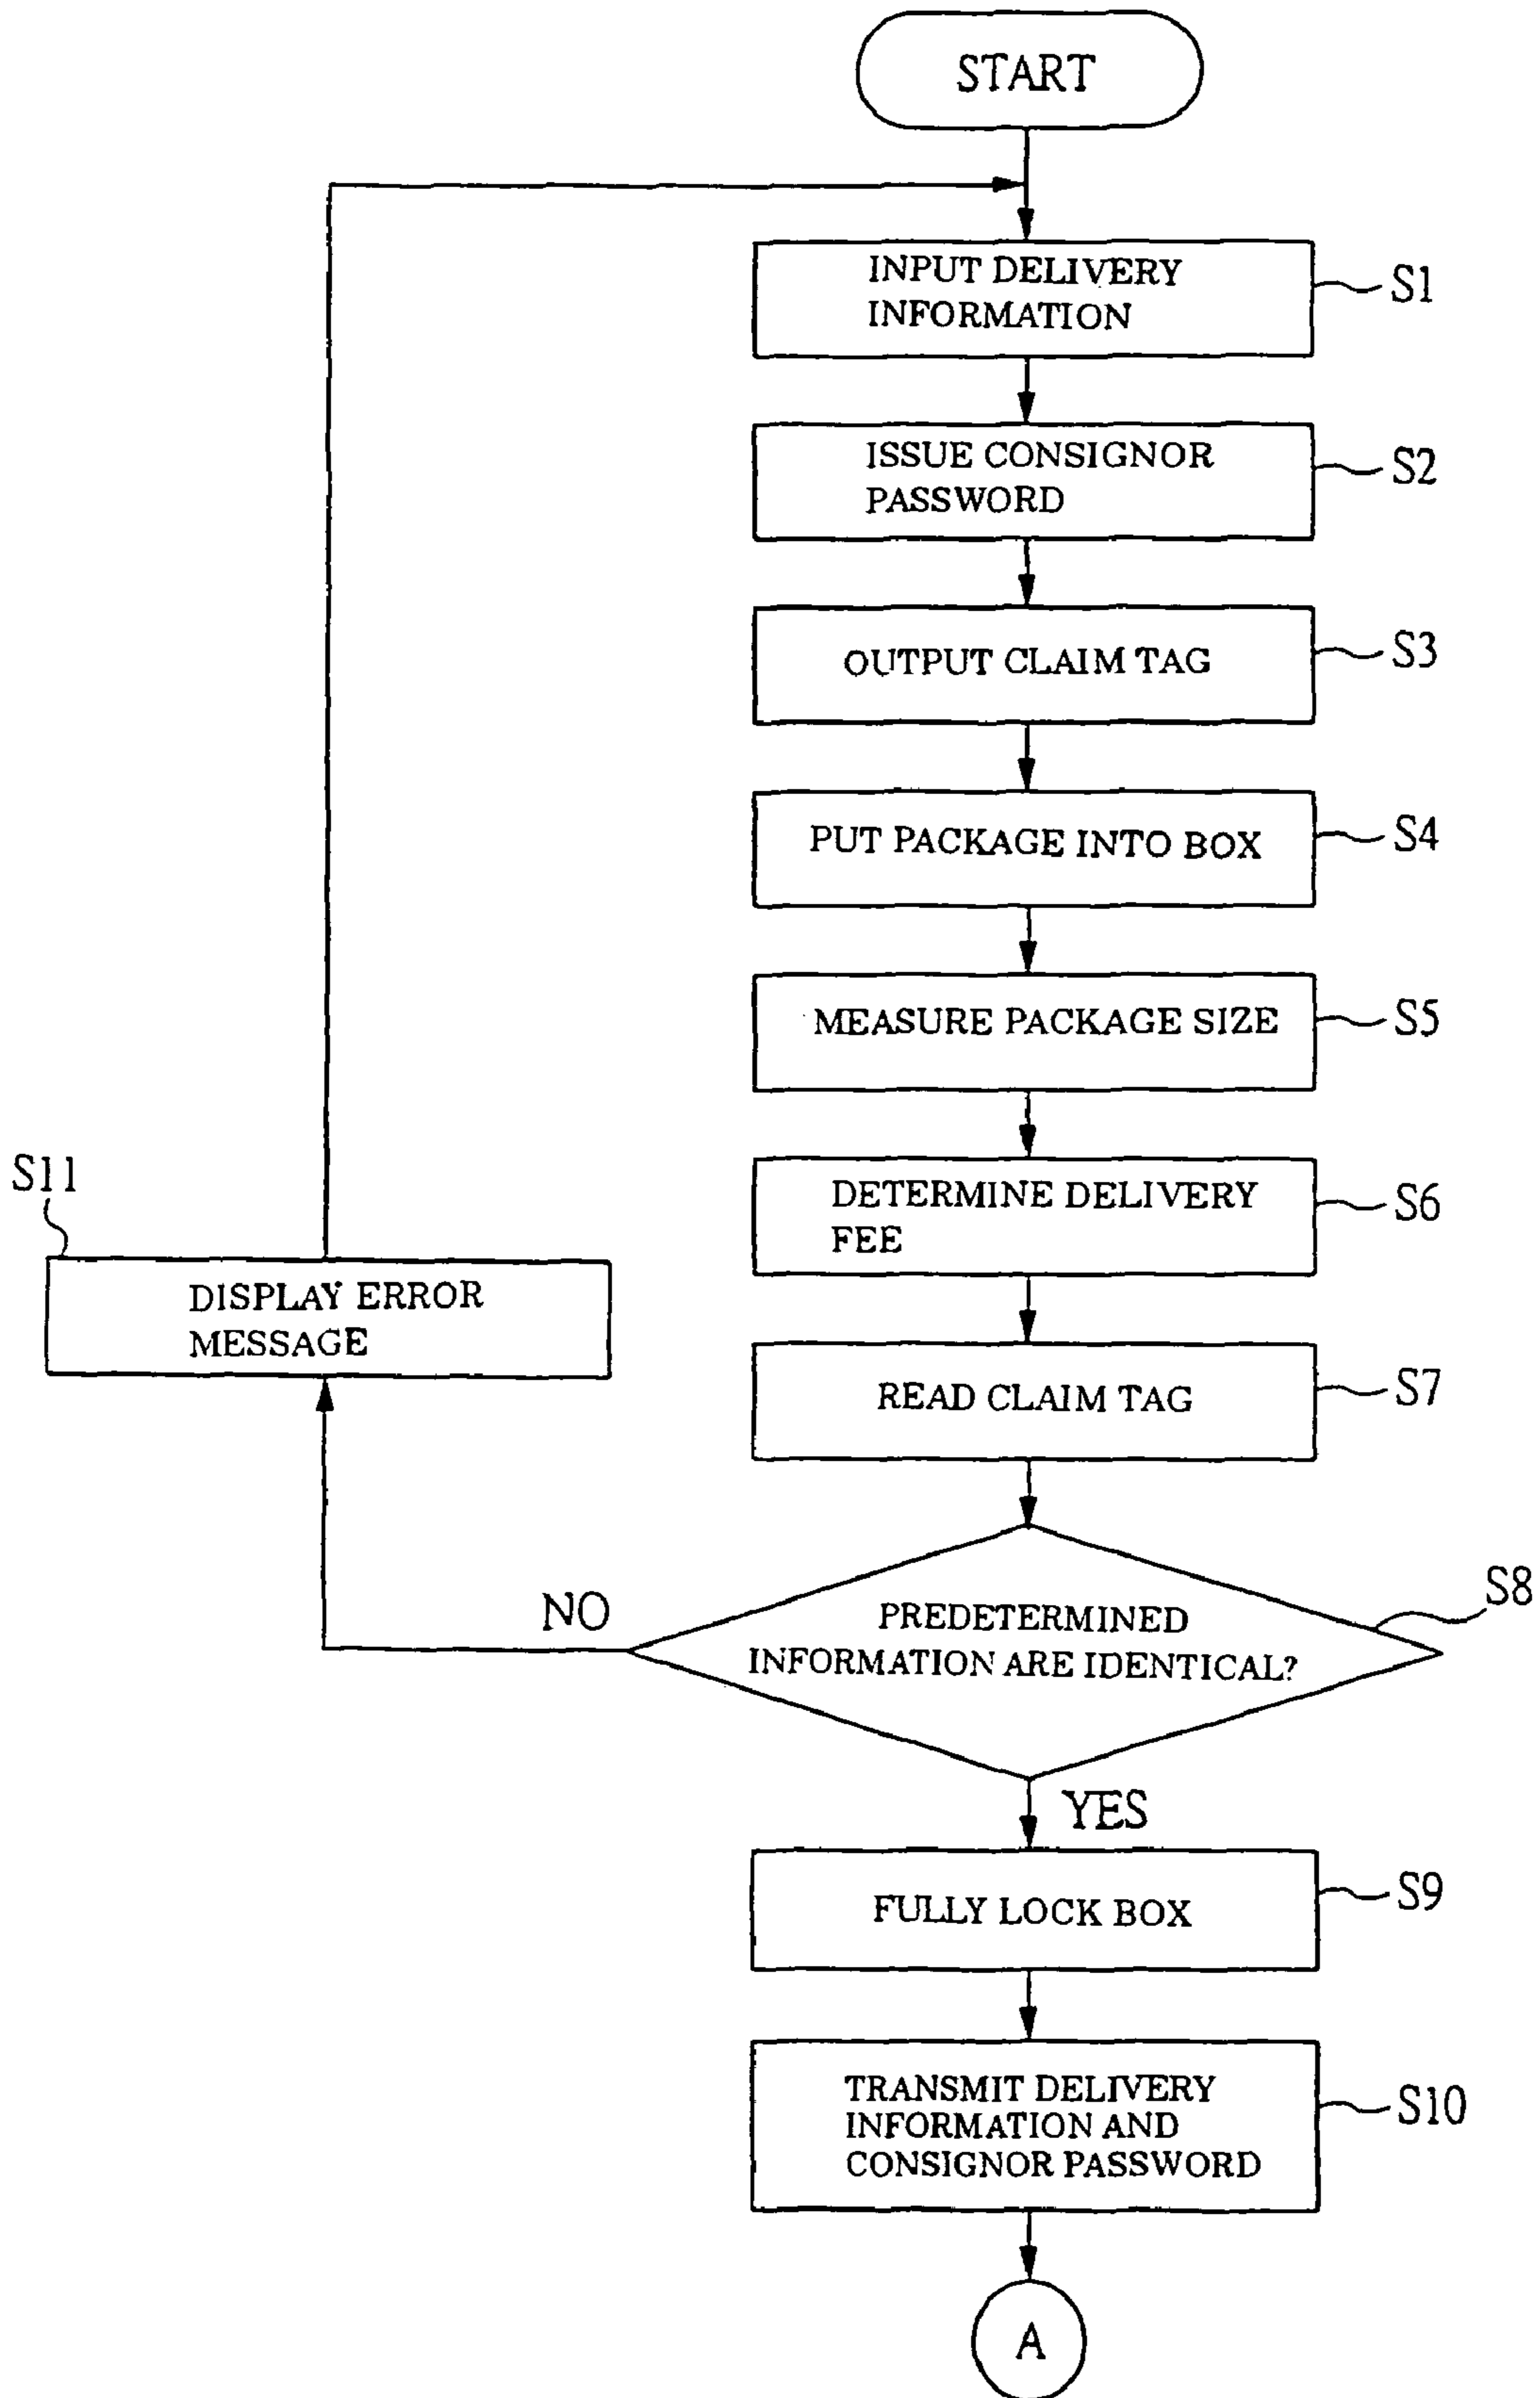 START
INPUT DELIVERY
INFORMATION
S1
ISSUE CONSIGNOR
PASSWORD
S2
OUTPUT CLAIM TAG
S3
PUT PACKAGE INTO BOX
S4
MEASURE PACKAGE SIZE
S5
DETERMINE DELIVERY
FEE
S6
S11
DISPLAY ERROR
MESSAGE
READ CLAIM TAG
S7
NO
PREDETERMINED
INFORMATION ARE IDENTICAL?
S8
YES
FULLY LOCK BOX
S9
TRANSMIT DELIVERY
INFORMATION AND
CONSIGNOR PASSWORD
S10
A